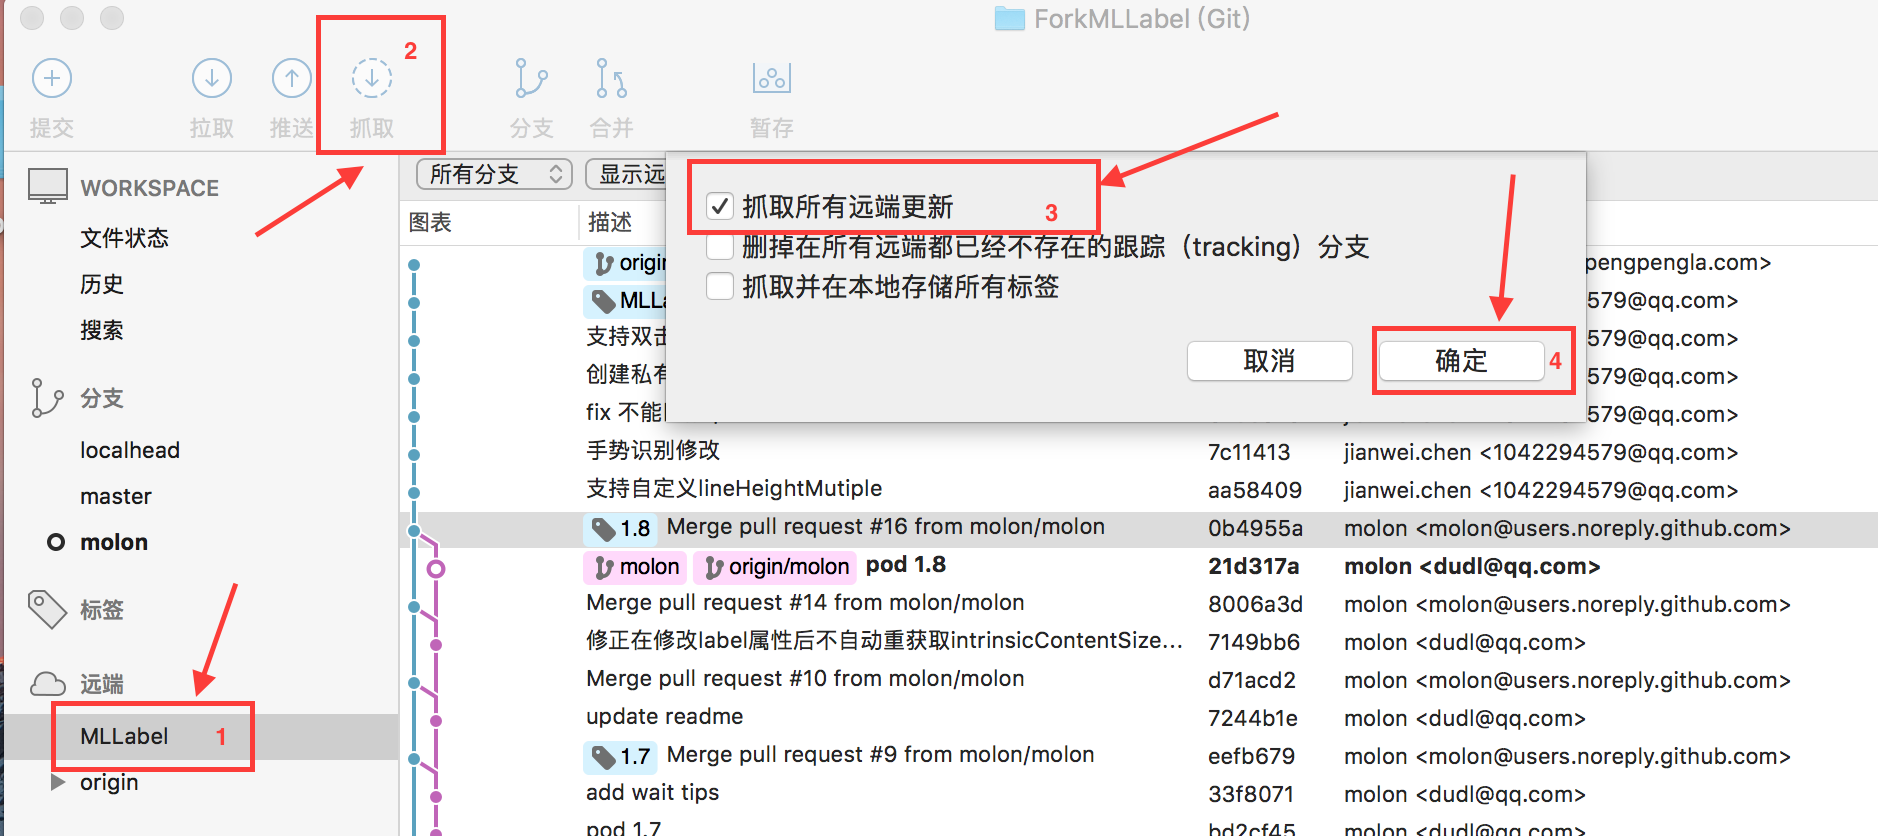 ForkMLLabel (Git)
2
提交 拉取 推送 抓取 分支 合并 暂存
WORKSPACE
文件状态
历史
搜索
分支
localhead
master
molon
标签
远端
MLLabel 1
origin
所有分支 显示远
图表 描述
抓取所有远端更新 3
删掉在所有远端都已经不存在的跟踪（tracking）分支
抓取并在本地存储所有标签
取消 确定 4
origin pengpengla.com>
MLLa 579@qq.com>
支持双击 579@qq.com>
创建私有 579@qq.com>
fix 不能 579@qq.com>
手势识别修改 7c11413 jianwei.chen <1042294579@qq.com>
支持自定义lineHeightMutiple aa58409 jianwei.chen <1042294579@qq.com>
1.8 Merge pull request #16 from molon/molon 0b4955a molon <molon@users.noreply.github.com>
molon origin/molon pod 1.8 21d317a molon <dudl@qq.com>
Merge pull request #14 from molon/molon 8006a3d molon <molon@users.noreply.github.com>
修正在修改label属性后不自动重获取intrinsicContentSize... 7149bb6 molon <dudl@qq.com>
Merge pull request #10 from molon/molon d71acd2 molon <molon@users.noreply.github.com>
update readme 7244b1e molon <dudl@qq.com>
1.7 Merge pull request #9 from molon/molon eefb679 molon <molon@users.noreply.github.com>
add wait tips 33f8071 molon <dudl@qq.com>
pod 1.7 bd2cf45 molon <dudl@qq.com>